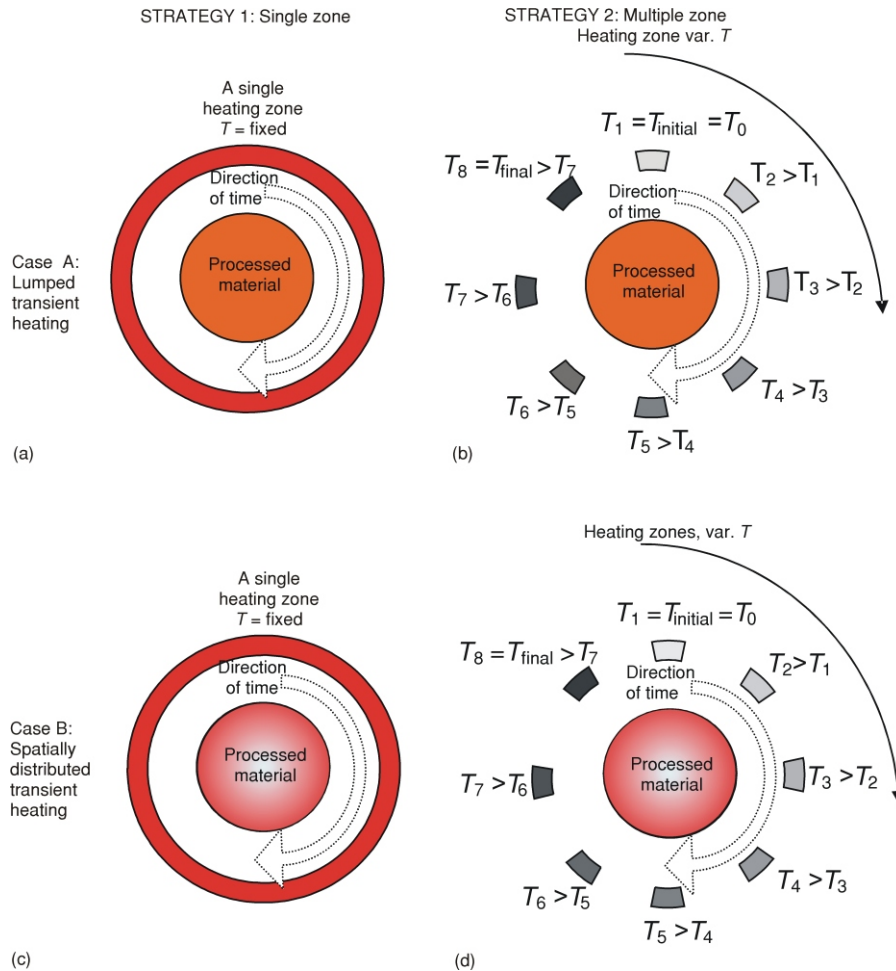 STRATEGY 1: Single zone
A single
heating zone
T = fixed
Direction
of time
Processed
material
Case A:
Lumped
transient
heating
(a)
STRATEGY 2: Multiple zone
Heating zone var. T
T1 = Tinitial = T0
T2 >T1
T3 >T2
T4 >T3
T5 >T4
T6 >T5
T7 >T6
T8 = Tfinal > T7
Direction
of time
Processed
material
(b)
A single
heating zone
T = fixed
Direction
of time
Processed
material
Case B:
Spatially
distributed
transient
heating
(c)
Heating zones, var. T
T1 = Tinitial = T0
T2>T1
T3 >T2
T4 >T3
T5 >T4
T6 >T5
T7 >T6
T8 = Tfinal >T7
Direction
of time
Processed
material
(d)